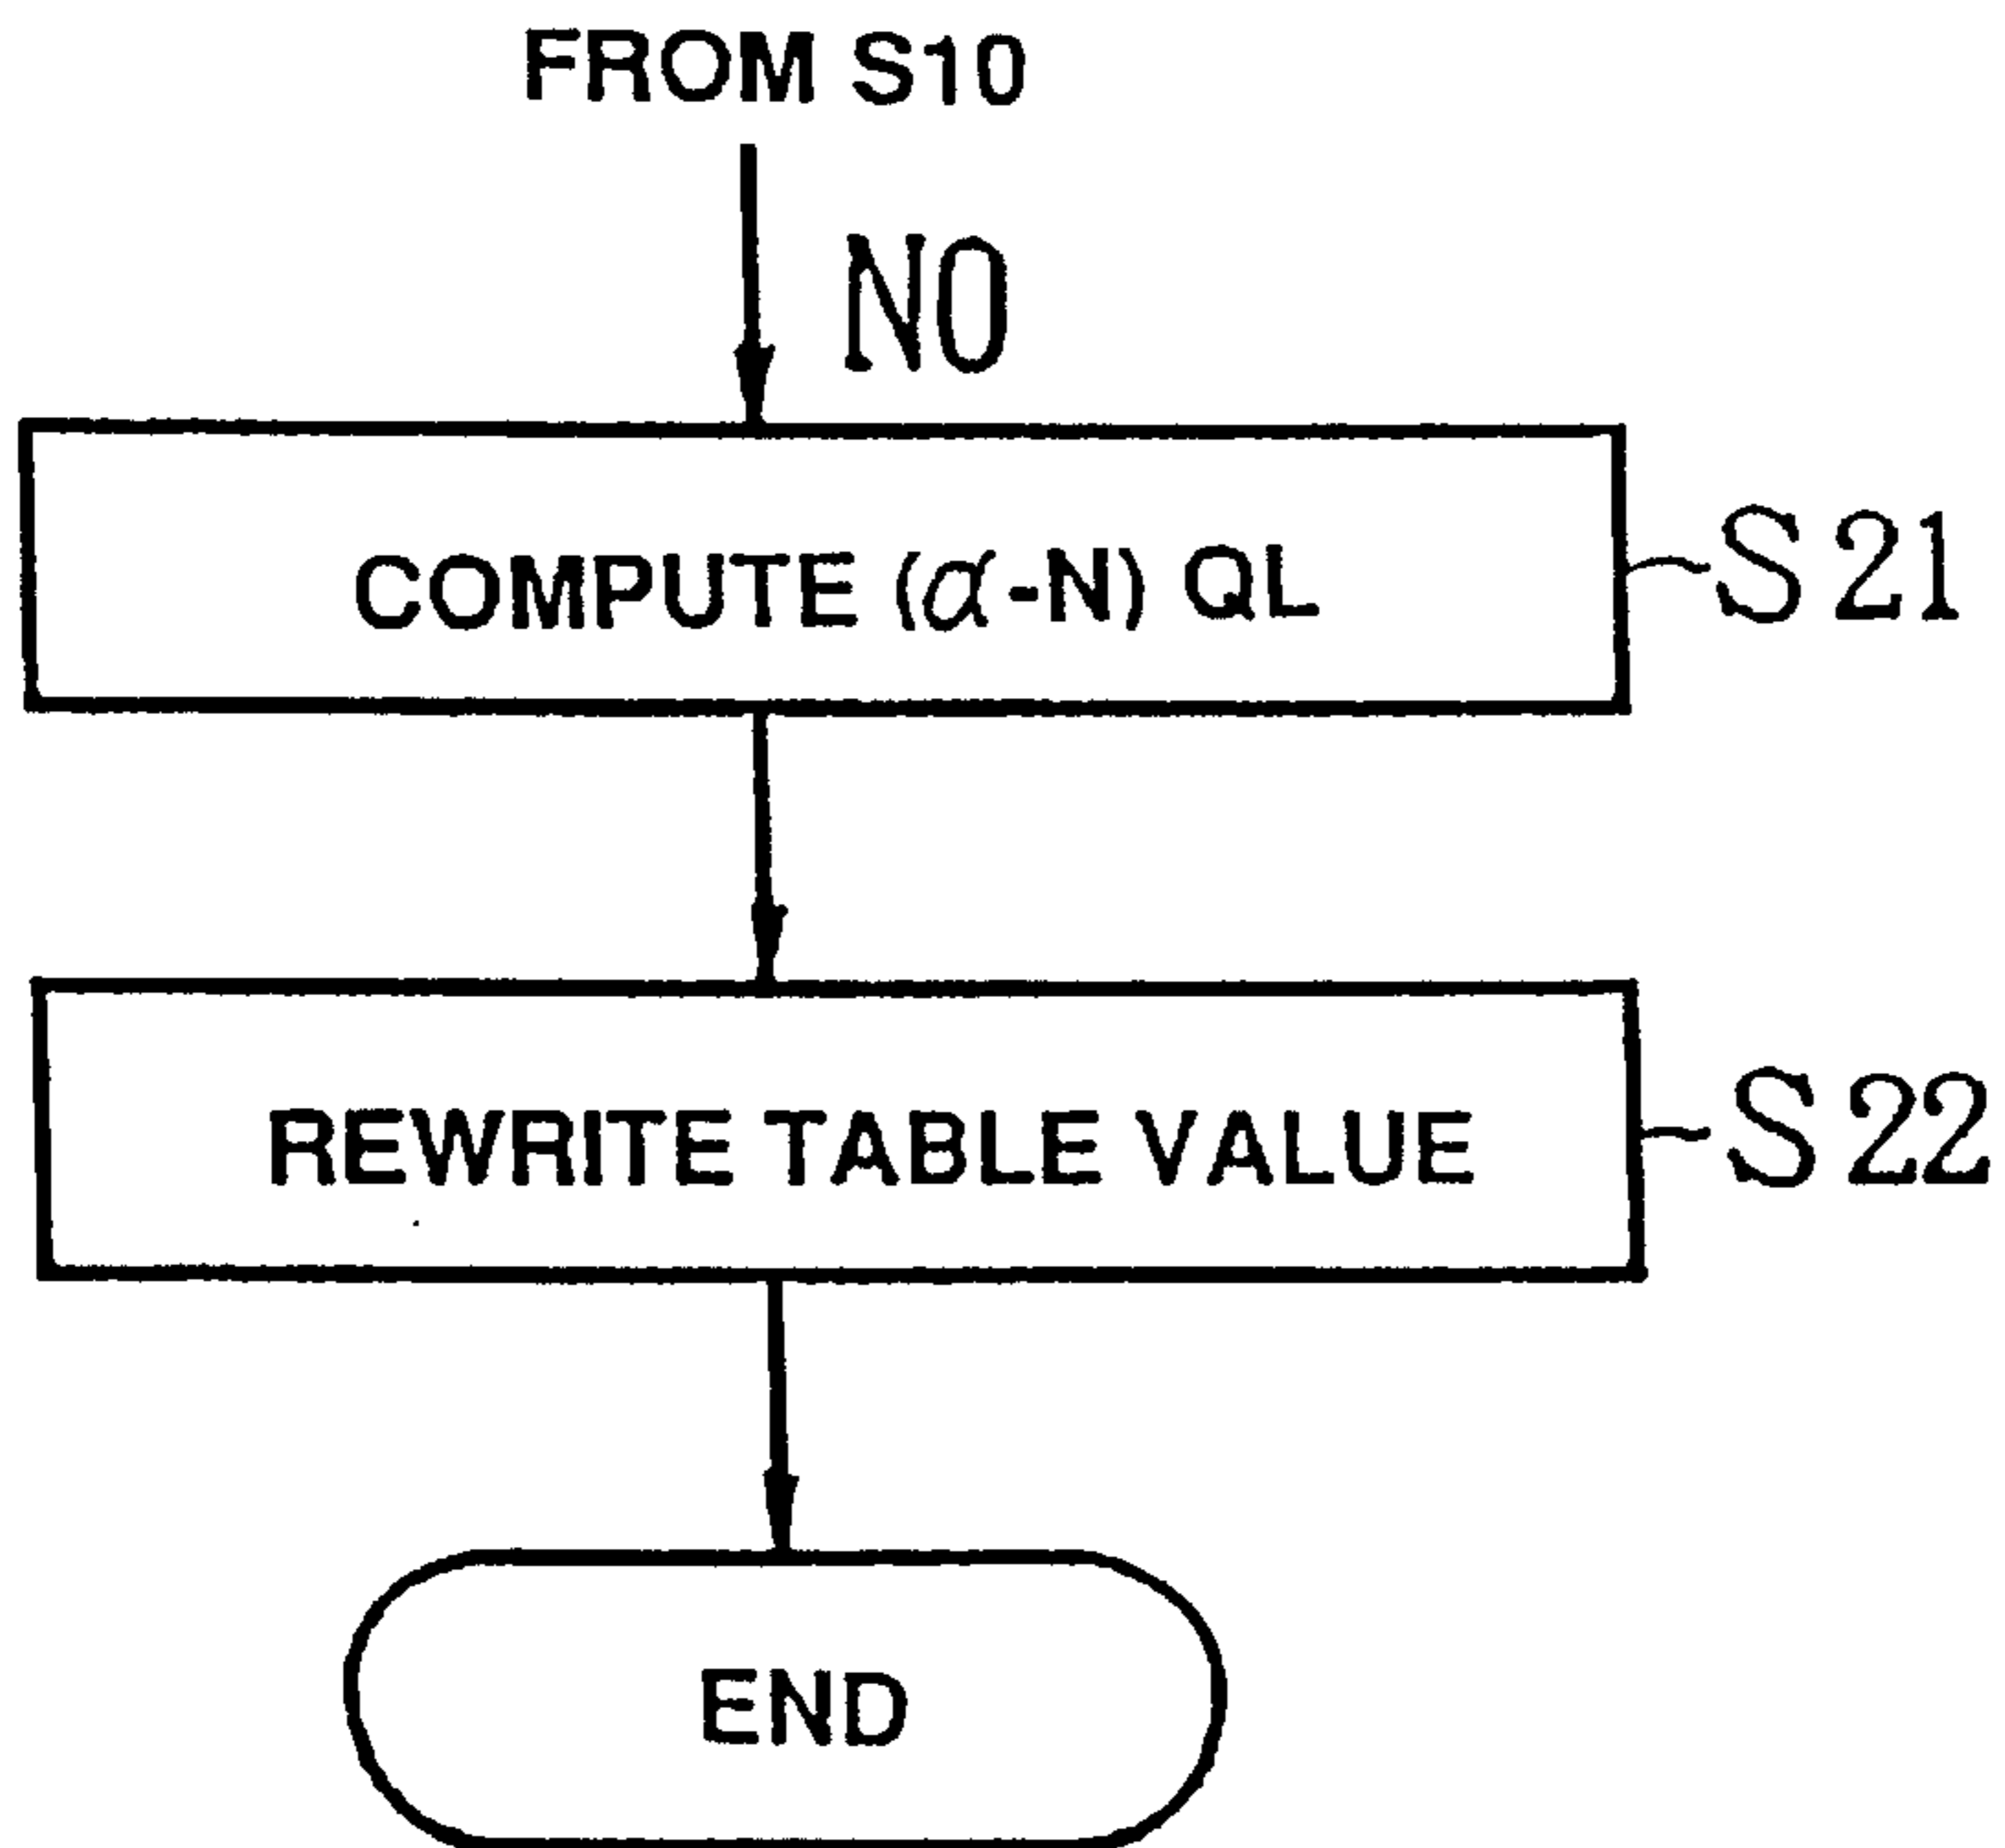 FROM S10
NO
COMPUTE (α-N) QL
S21
REWRITE TABLE VALUE
S22
END